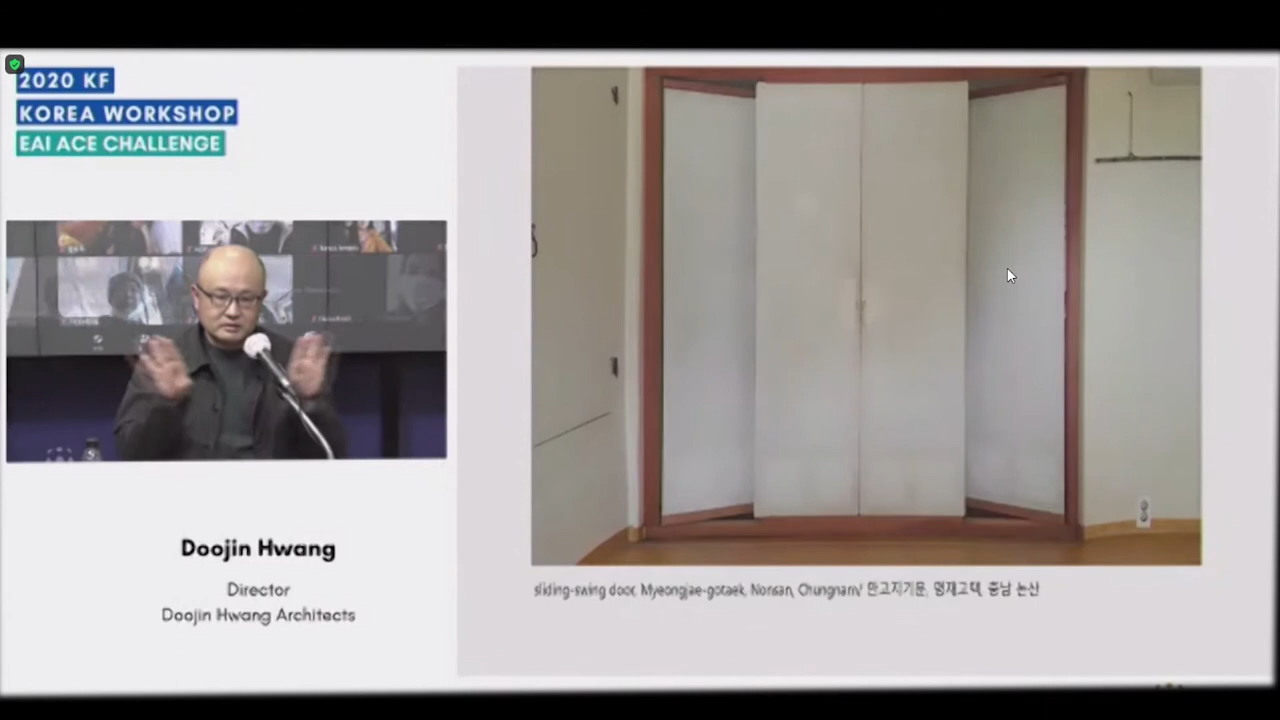 2020 KF
KOREA WORKSHOP
EAI ACE CHALLENGE
Doojin Hwang
Director
Doojin Hwang Architects
sliding-swing door, Myeongjae-gotaek, Nonsan, Chungnam/ 안고지기문, 명재고택, 충남 논산